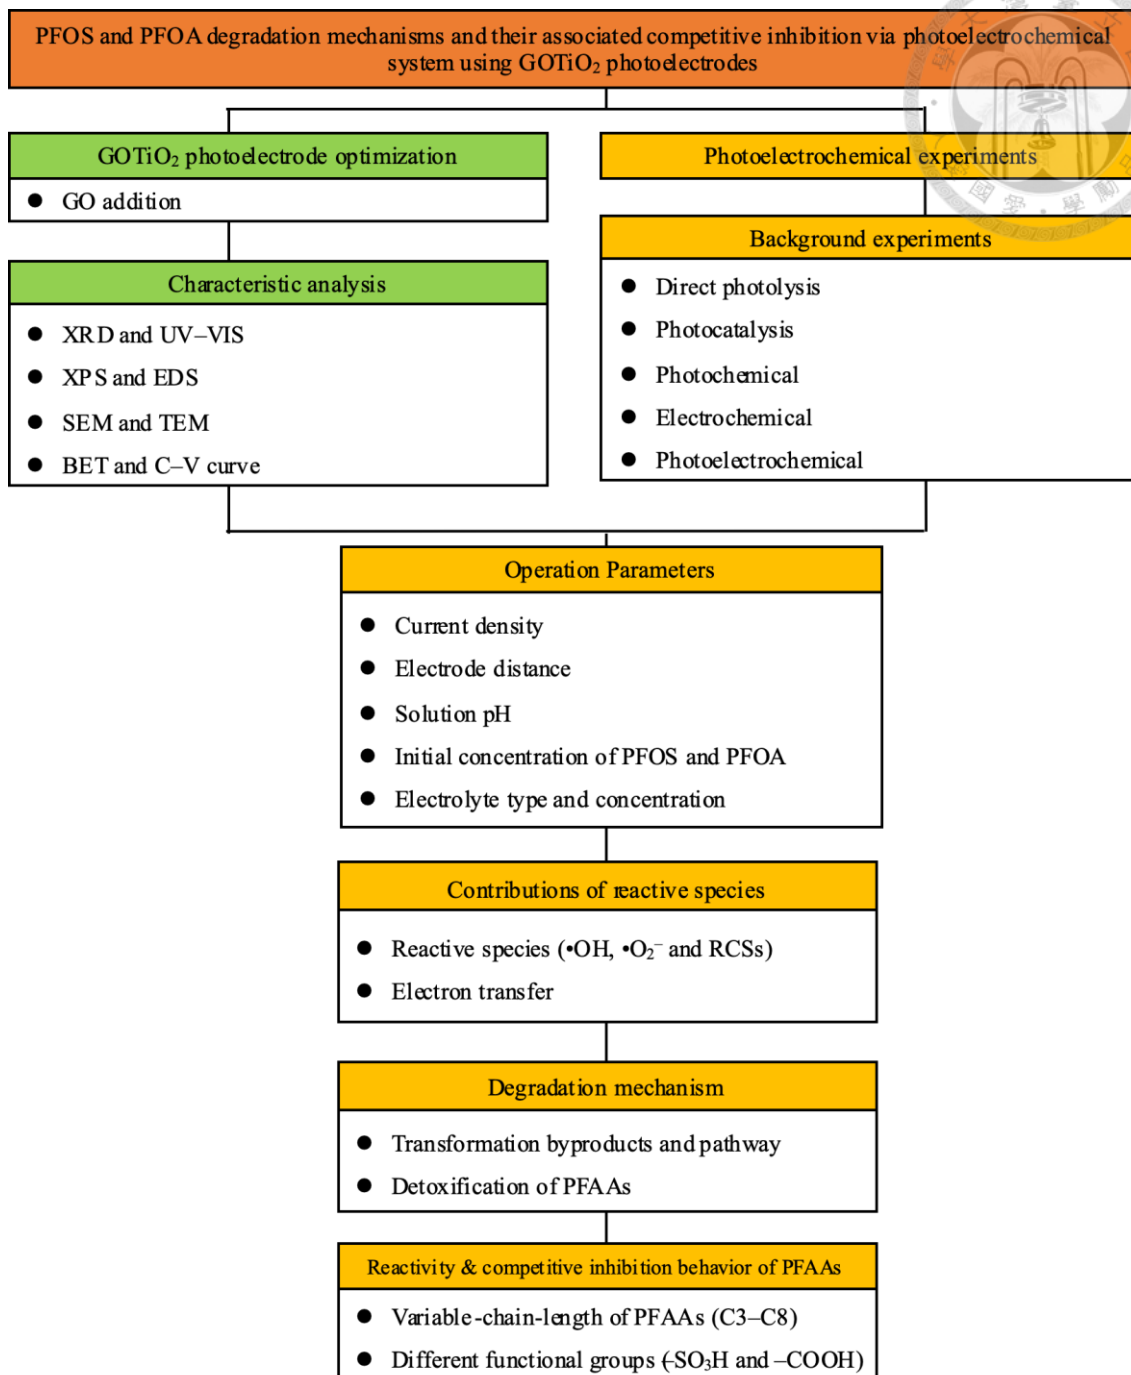 PFOS and PFOA degradation mechanisms and their associated competitive inhibition via photoelectrochemical
system using GOTiO₂ photoelectrodes
GOTiO₂ photoelectrode optimization
● GO addition
Characteristic analysis
● XRD and UV–VIS
● XPS and EDS
● SEM and TEM
● BET and C–V curve
Photoelectrochemical experiments
Background experiments
● Direct photolysis
● Photocatalysis
● Photochemical
● Electrochemical
● Photoelectrochemical
Operation Parameters
● Current density
● Electrode distance
● Solution pH
● Initial concentration of PFOS and PFOA
● Electrolyte type and concentration
Contributions of reactive species
● Reactive species (•OH, •O₂⁻ and RCSs)
● Electron transfer
Degradation mechanism
● Transformation byproducts and pathway
● Detoxification of PFAAs
Reactivity & competitive inhibition behavior of PFAAs
● Variable-chain-length of PFAAs (C3–C8)
● Different functional groups (–SO₃H and –COOH)